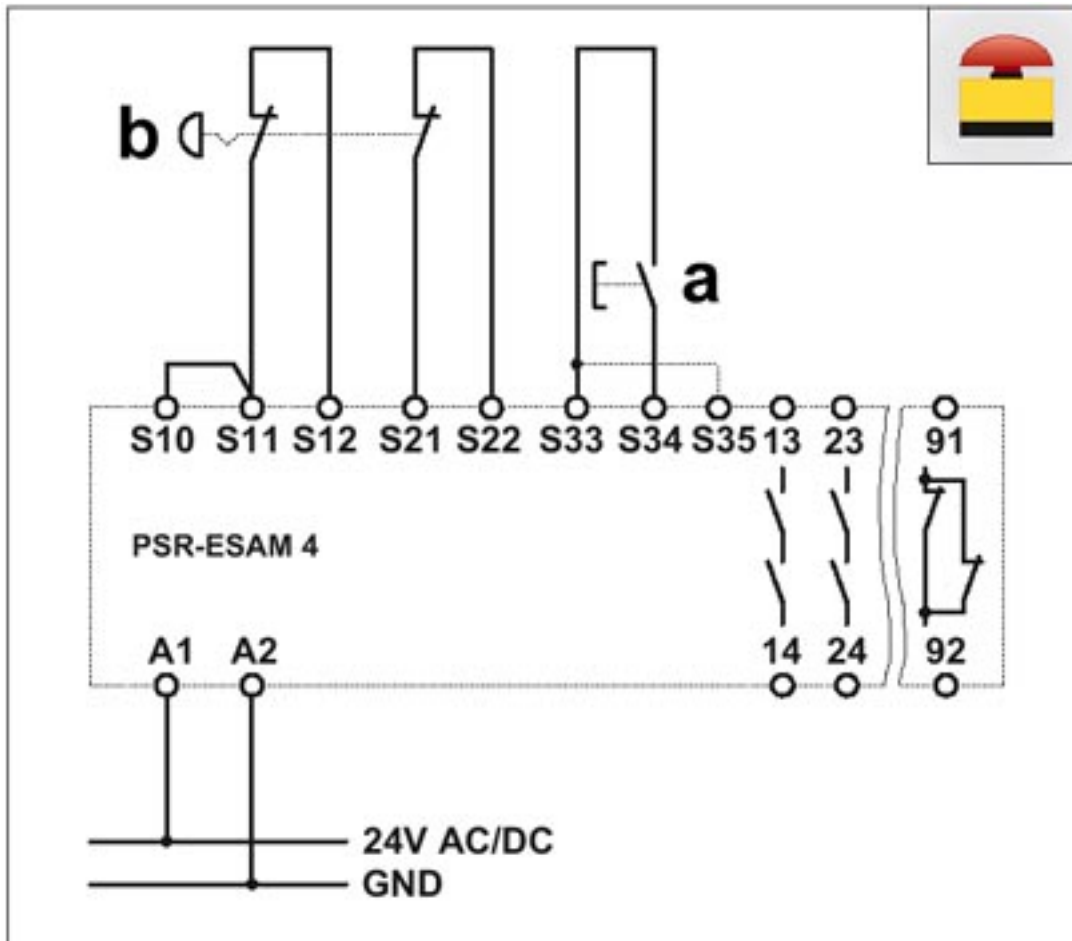 b
a
S10 S11 S12 S21 S22 S33 S34 S35 13 23 91
PSR-ESAM 4
A1 A2 14 24 92
24V AC/DC
GND